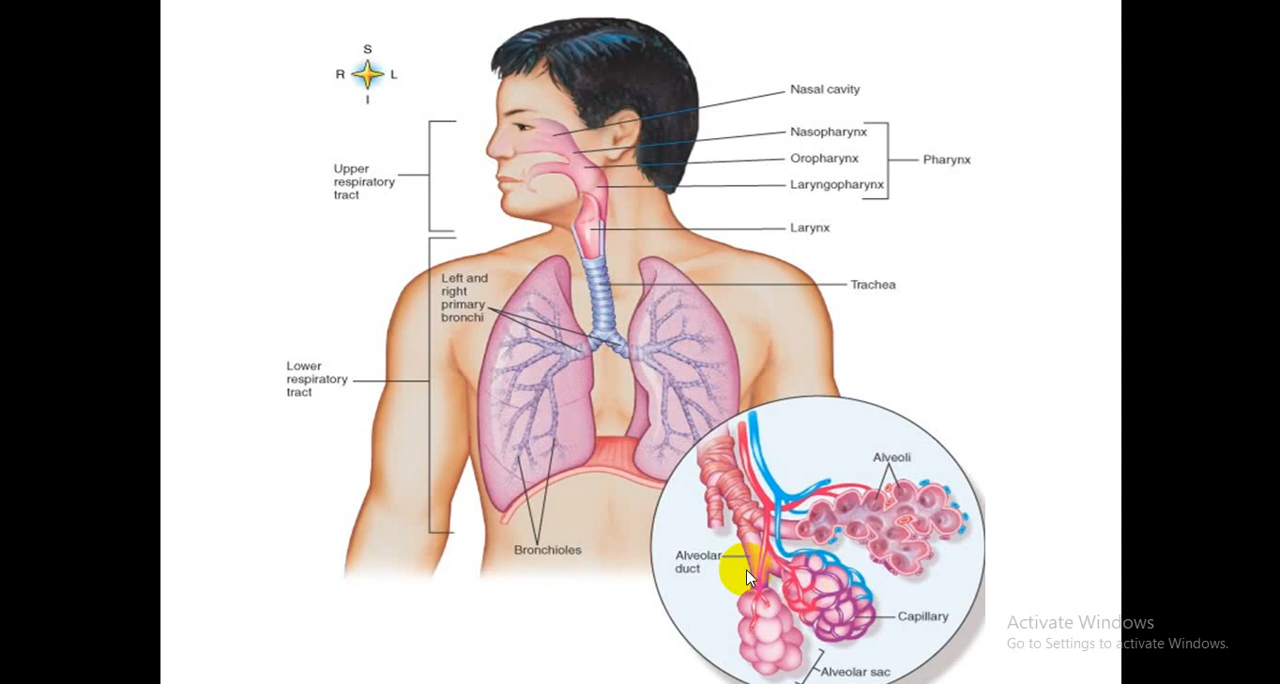 S
R L
I
Nasal cavity
Nasopharynx
Oropharynx
Pharynx
Laryngopharynx
Upper
respiratory
tract
Larynx
Left and
right
primary
bronchi
Trachea
Lower
respiratory
tract
Bronchioles
Alveoli
Alveolar
duct
Capillary
Alveolar sac
Activate Windows
Go to Settings to activate Windows.